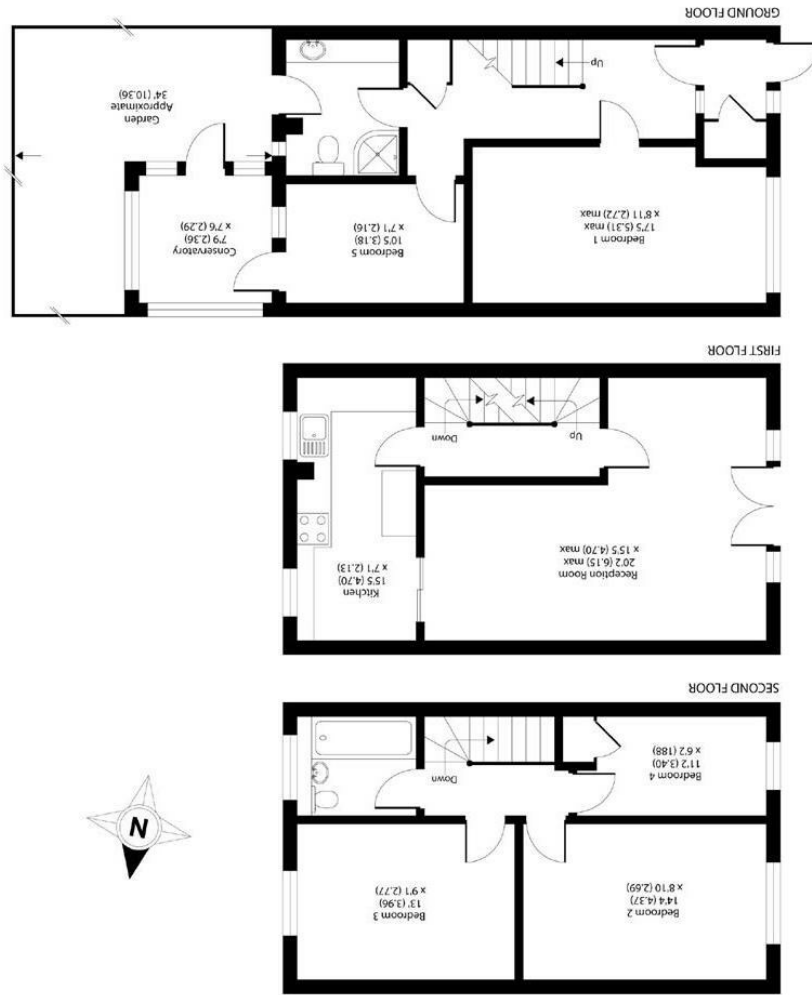 Bedroom 2
14'4 (4.37)
x 8'10 (2.69)
Bedroom 3
13' (3.96)
x 9'1 (2.77)
Bedroom 4
11'2 (3.40)
x 6'2 (188)
Down
N
SECOND FLOOR
Reception Room
20'2 (6.15) max
x 15'5 (4.70) max
Kitchen
15'5 (4.70)
x 7'1 (2.13)
Up
Down
FIRST FLOOR
Bedroom 1
17'5 (5.31) max
x 8'11 (2.72) max
Bedroom 5
10'5 (3.18)
x 7'1 (2.16)
Conservatory
7'9 (2.36)
x 7'6 (2.29)
Garden
Approximate
34' (10.36)
Up
GROUND FLOOR